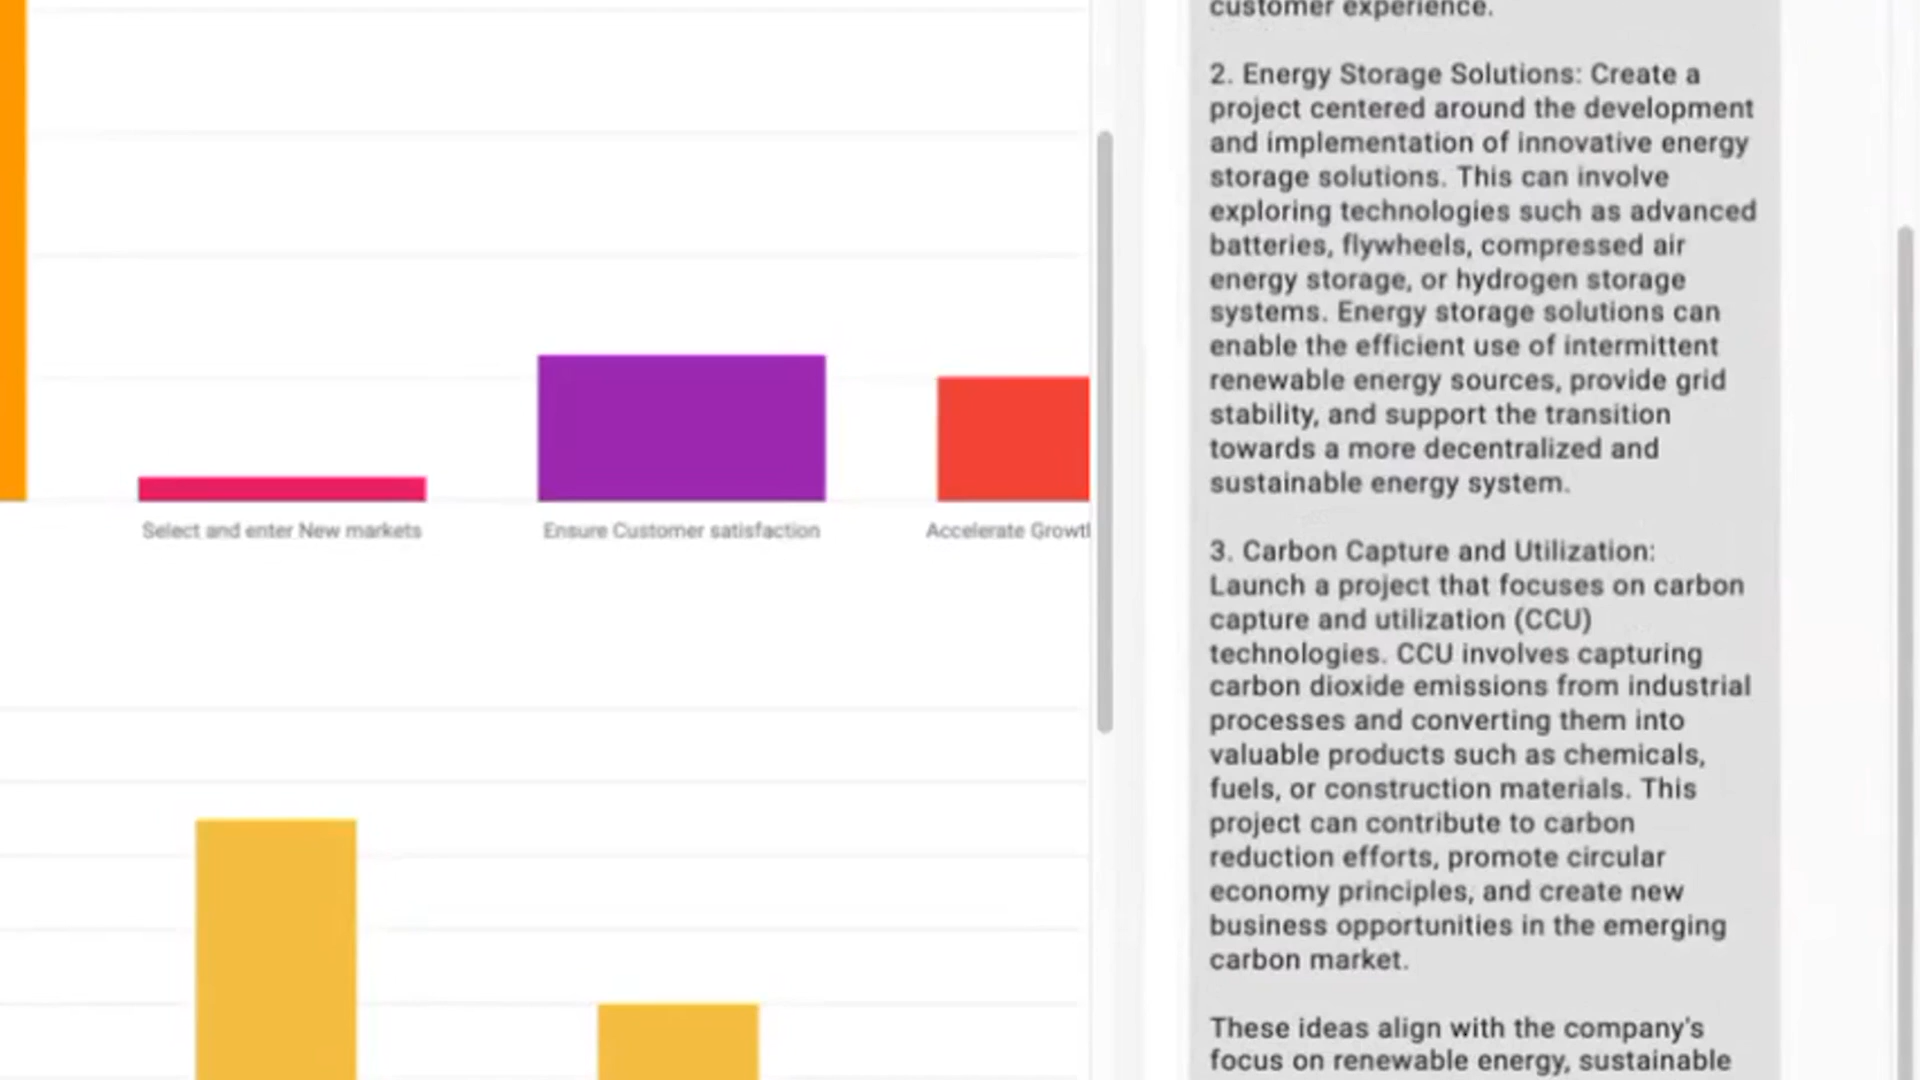 Select and enter New markets
Ensure Customer satisfaction
Accelerate
customer experience.
2. Energy Storage Solutions: Create a
project centered around the development
and implementation of innovative energy
storage solutions. This can involve
exploring technologies such as advanced
batteries, flywheels, compressed air
energy storage, or hydrogen storage
systems. Energy storage solutions can
enable the efficient use of intermittent
renewable energy sources, provide grid
stability, and support the transition
towards a more decentralized and
sustainable energy system.
3. Carbon Capture and Utilization:
Launch a project that focuses on carbon
capture and utilization (CCU)
technologies. CCU involves capturing
carbon dioxide emissions from industrial
processes and converting them into
valuable products such as chemicals,
fuels, or construction materials. This
project can contribute to carbon
reduction efforts, promote circular
economy principles, and create new
business opportunities in the emerging
carbon market.
These ideas align with the company's
focus on renewable energy, sustainable